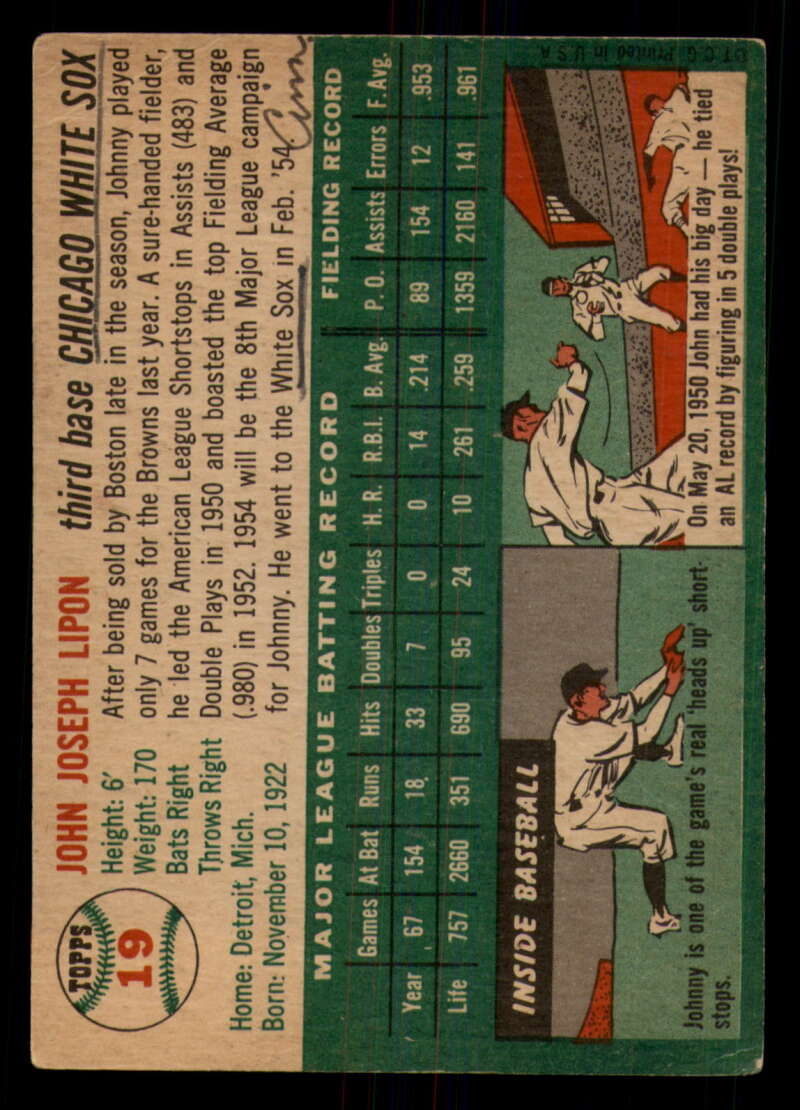 TOPPS
19
JOHN JOSEPH LIPON third base CHICAGO WHITE SOX
Height: 6'
Weight: 170
Bats Right
Throws Right
Home: Detroit, Mich.
Born: November 10, 1922
After being sold by Boston late in the season, Johnny played
only 7 games for the Browns last year. A sure-handed fielder,
he led the American League Shortstops in Assists (483) and
Double Plays in 1950 and boasted the top Fielding Average
(.980) in 1952. 1954 will be the 8th Major League campaign
for Johnny. He went to the White Sox in Feb. '54
Cinn.
MAJOR LEAGUE BATTING RECORD FIELDING RECORD
Games At Bat Runs Hits Doubles Triples H. R. R.B.I. B. Avg. P. O. Assists Errors F. Avg.
Year 67 154 18 33 7 0 0 14 .214 89 154 12 .953
Life 757 2660 351 690 95 24 10 261 .259 1359 2160 141 .961
INSIDE BASEBALL
Johnny is one of the game's real 'heads up' short-
stops.
On May 20, 1950 John had his big day — he tied
an AL record by figuring in 5 double plays!
©T. C. G. Printed in U. S. A.